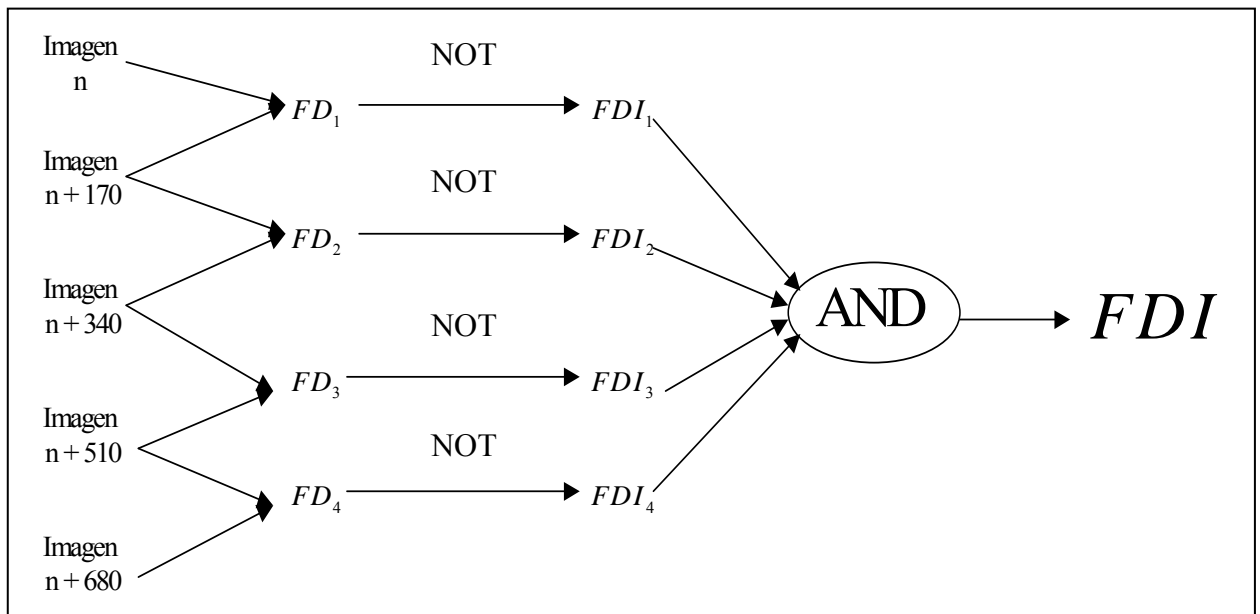 Imagen
n
NOT
FD₁
FDI₁
Imagen
n + 170
NOT
FD₂
FDI₂
Imagen
n + 340
AND
FDI
NOT
FD₃
FDI₃
Imagen
n + 510
NOT
FD₄
FDI₄
Imagen
n + 680